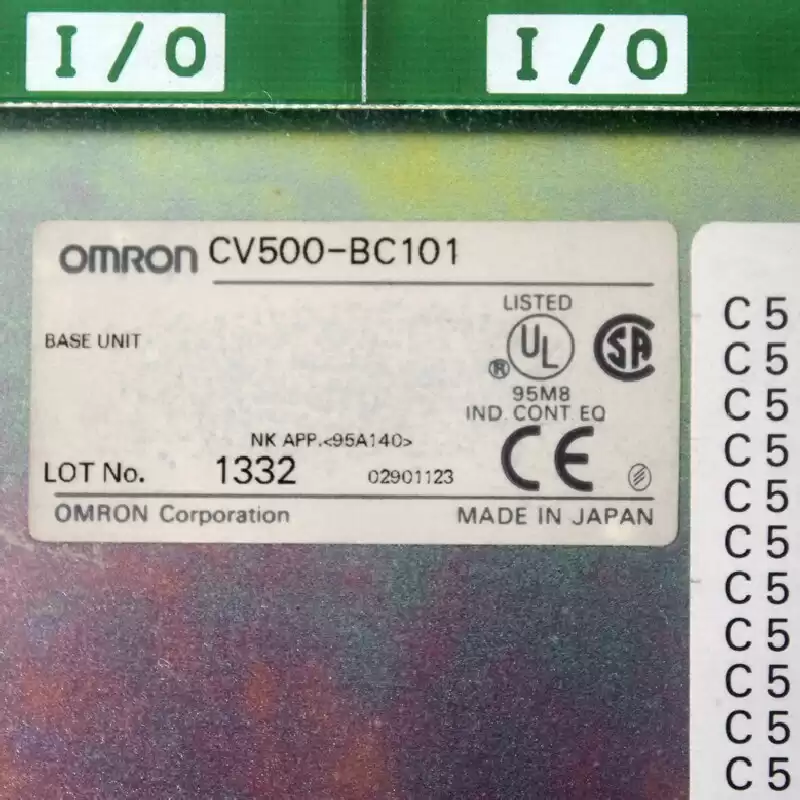 I/O I/O
OMRON CV500-BC101
LISTED
BASE UNIT
UL
SA
®
95M8
IND. CONT. EQ
NK APP.<95A140>
CE
LOT No. 1332 02901123
OMRON Corporation MADE IN JAPAN
C5
C5
C5
C5
C5
C5
C5
C5
C5
C5
C5